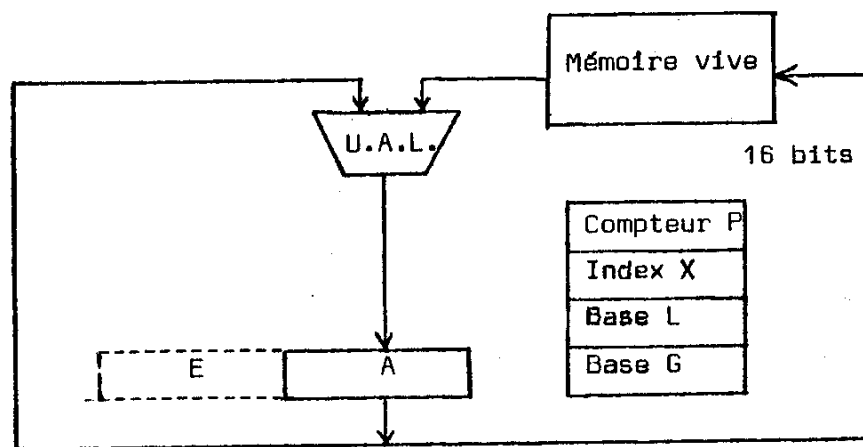 Mémoire vive
U.A.L.
16 bits
Compteur P
Index X
Base L
Base G
E
A